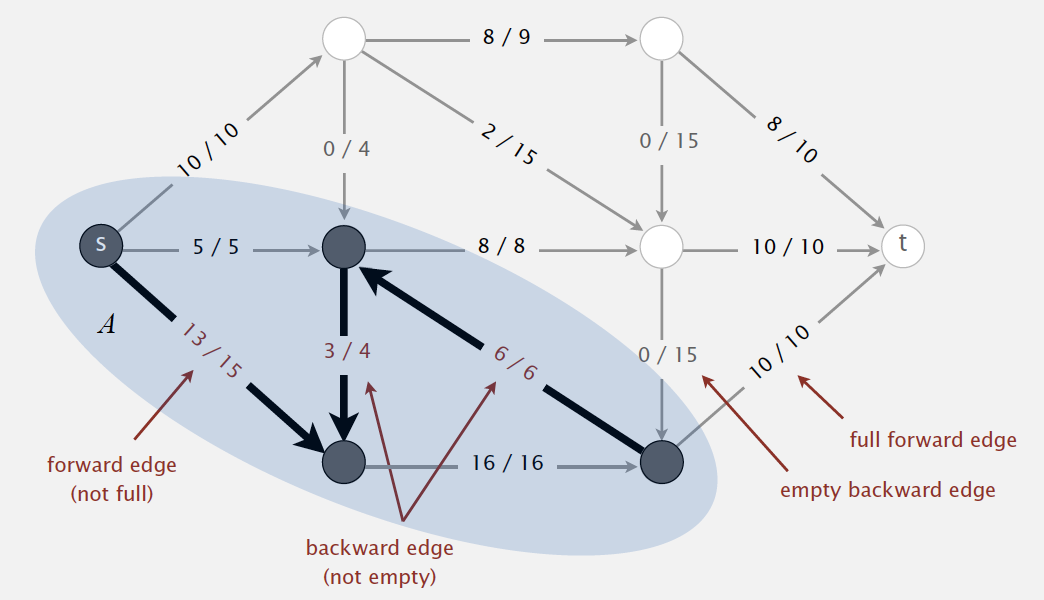 8 / 9
10 / 10
0 / 4
2 / 15
0 / 15
8 / 10
s
5 / 5
8 / 8
10 / 10
t
A
13 / 15
3 / 4
6 / 6
0 / 15
10 / 10
full forward edge
forward edge
(not full)
16 / 16
empty backward edge
backward edge
(not empty)